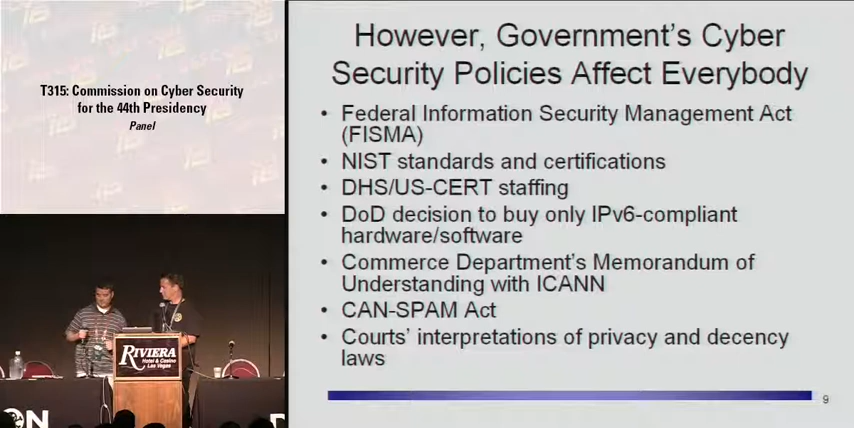 T315: Commission on Cyber Security
for the 44th Presidency
Panel
However, Government's Cyber
Security Policies Affect Everybody
• Federal Information Security Management Act
(FISMA)
• NIST standards and certifications
• DHS/US-CERT staffing
• DoD decision to buy only IPv6-compliant
hardware/software
• Commerce Department's Memorandum of
Understanding with ICANN
• CAN-SPAM Act
• Courts' interpretations of privacy and decency
laws
9
RIVIERA
Hotel & Casino
Las Vegas
ON